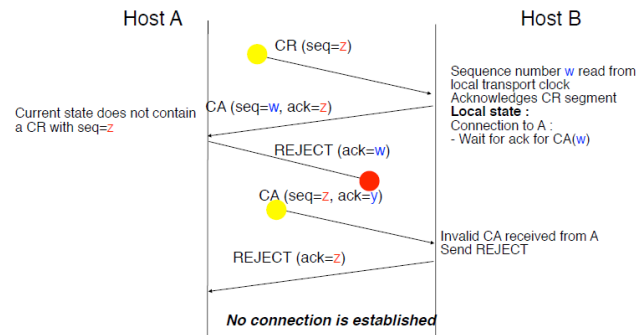 Host A
Host B
CR (seq=z)
Sequence number w read from
local transport clock
Acknowledges CR segment
Local state :
Connection to A :
- Wait for ack for CA(w)
CA (seq=w, ack=z)
Current state does not contain
a CR with seq=z
REJECT (ack=w)
CA (seq=z, ack=y)
Invalid CA received from A
Send REJECT
REJECT (ack=z)
No connection is established